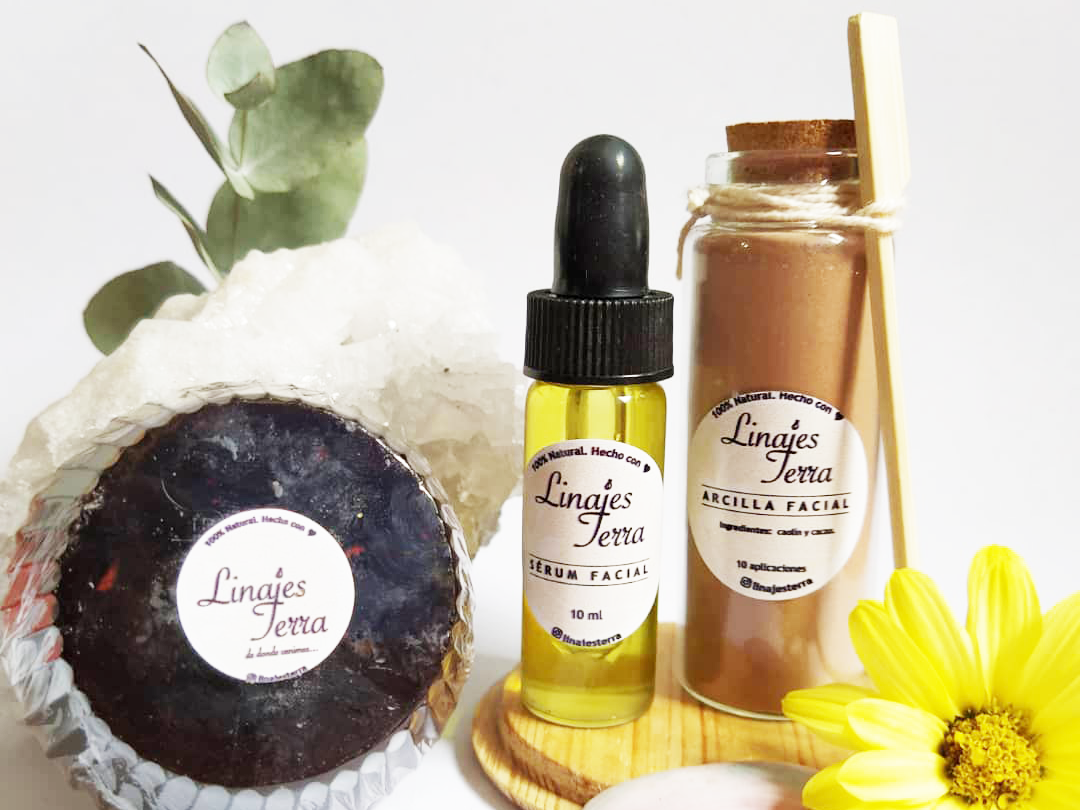 100% Natural. Hecho con ♥
Linajes
Terra
de donde venimos...
@linajesterra
100% Natural. Hecho con ♥
Linajes
Terra
SÉRUM FACIAL
10 ml
@linajesterra
100% Natural. Hecho con ♥
Linajes
Terra
ARCILLA FACIAL
Ingredientes: caolín y cacao.
10 aplicaciones
@linajesterra